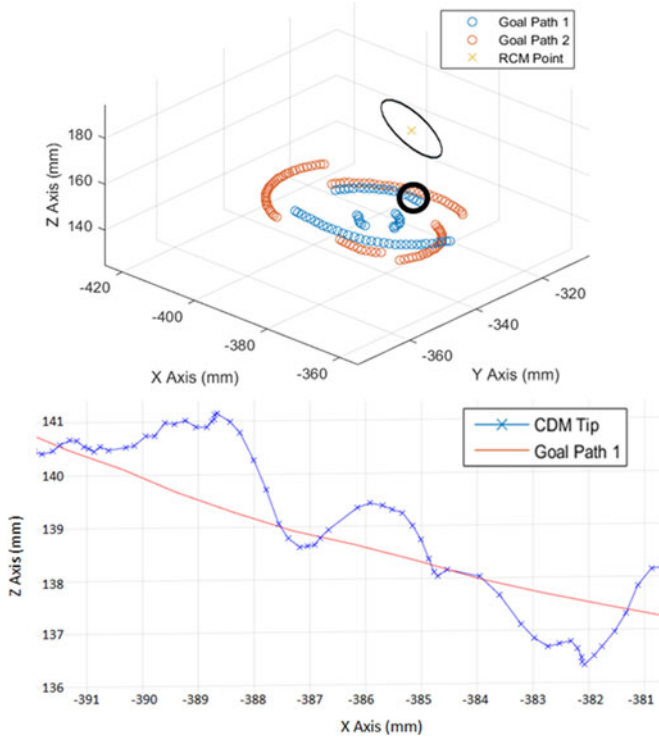 Goal Path 1
Goal Path 2
RCM Point
180
160
140
Z Axis (mm)
-420
-400
-380
-360
X Axis (mm)
-360
-340
-320
Y Axis (mm)
CDM Tip
Goal Path 1
141
140
139
138
137
136
Z Axis (mm)
-391
-390
-389
-388
-387
-386
-385
-384
-383
-382
-381
X Axis (mm)